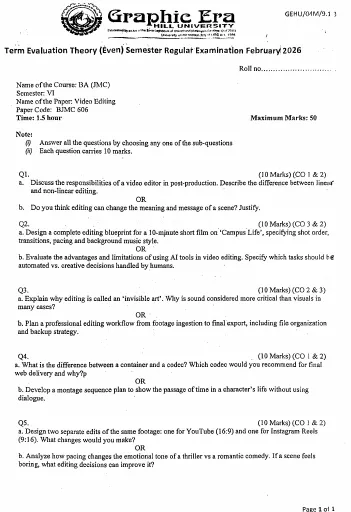 GEHU/04M/9.1 3
Graphic Era
HILL UNIVERSITY
Term Evaluation Theory (Even) Semester Regular Examination February 2026
Roll no..............................
Name of the Course: BA (JMC)
Semester: VI
Name of the Paper: Video Editing
Paper Code: BJMC 606
Time: 1.5 hour Maximum Marks: 50
Note:
(i) Answer all the questions by choosing any one of the sub-questions
(ii) Each question carries 10 marks.
Q1. (10 Marks) (CO 1 & 2)
a. Discuss the responsibilities of a video editor in post-production. Describe the difference between linear
and non-linear editing.
OR
b. Do you think editing can change the meaning and message of a scene? Justify.
Q2. (10 Marks) (CO 3 & 2)
a. Design a complete editing blueprint for a 10-minute short film on ‘Campus Life’, specifying shot order,
transitions, pacing and background music style.
OR
b. Evaluate the advantages and limitations of using AI tools in video editing. Specify which tasks should be
automated vs. creative decisions handled by humans.
Q3. (10 Marks) (CO 2 & 3)
a. Explain why editing is called an ‘invisible art’. Why is sound considered more critical than visuals in
many cases?
OR
b. Plan a professional editing workflow from footage ingestion to final export, including file organization
and backup strategy.
Q4. (10 Marks) (CO 1 & 2)
a. What is the difference between a container and a codec? Which codec would you recommend for final
web delivery and why?p
OR
b. Develop a montage sequence plan to show the passage of time in a character's life without using
dialogue.
Q5. (10 Marks) (CO 1 & 2)
a. Design two separate edits of the same footage: one for YouTube (16:9) and one for Instagram Reels
(9:16). What changes would you make?
OR
b. Analyze how pacing changes the emotional tone of a thriller vs a romantic comedy. If a scene feels
boring, what editing decisions can improve it?
Page 1 of 1